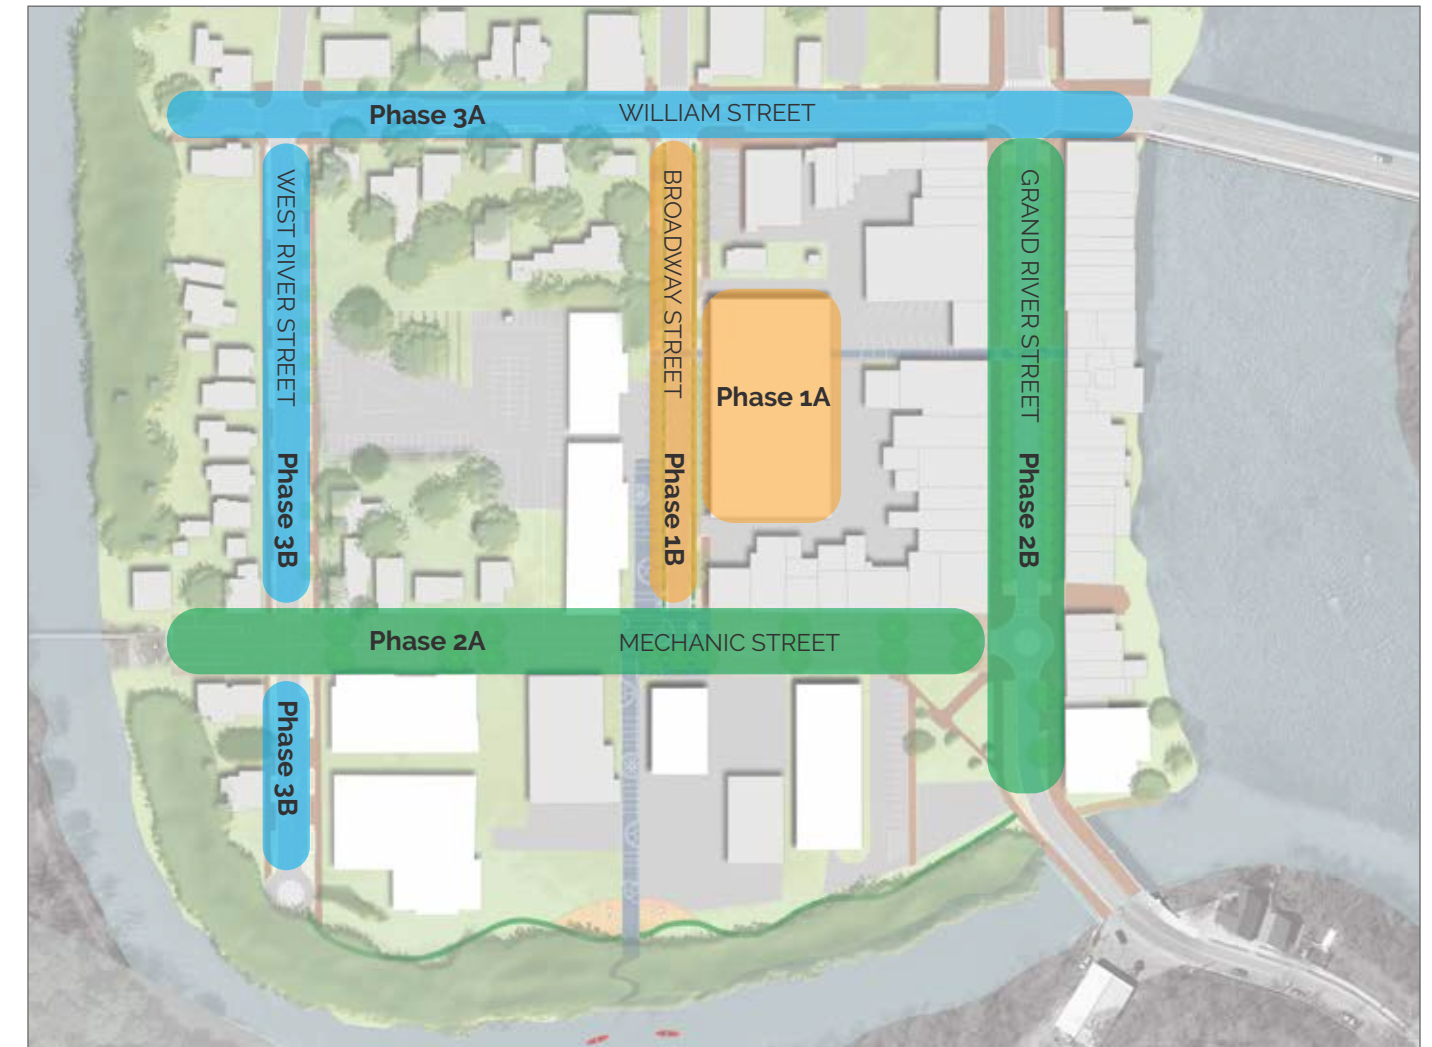 Phase 3A WILLIAM STREET
WEST RIVER STREET Phase 3B
BROADWAY STREET Phase 1B
Phase 1A
GRAND RIVER STREET Phase 2B
Phase 2A MECHANIC STREET
Phase 3B